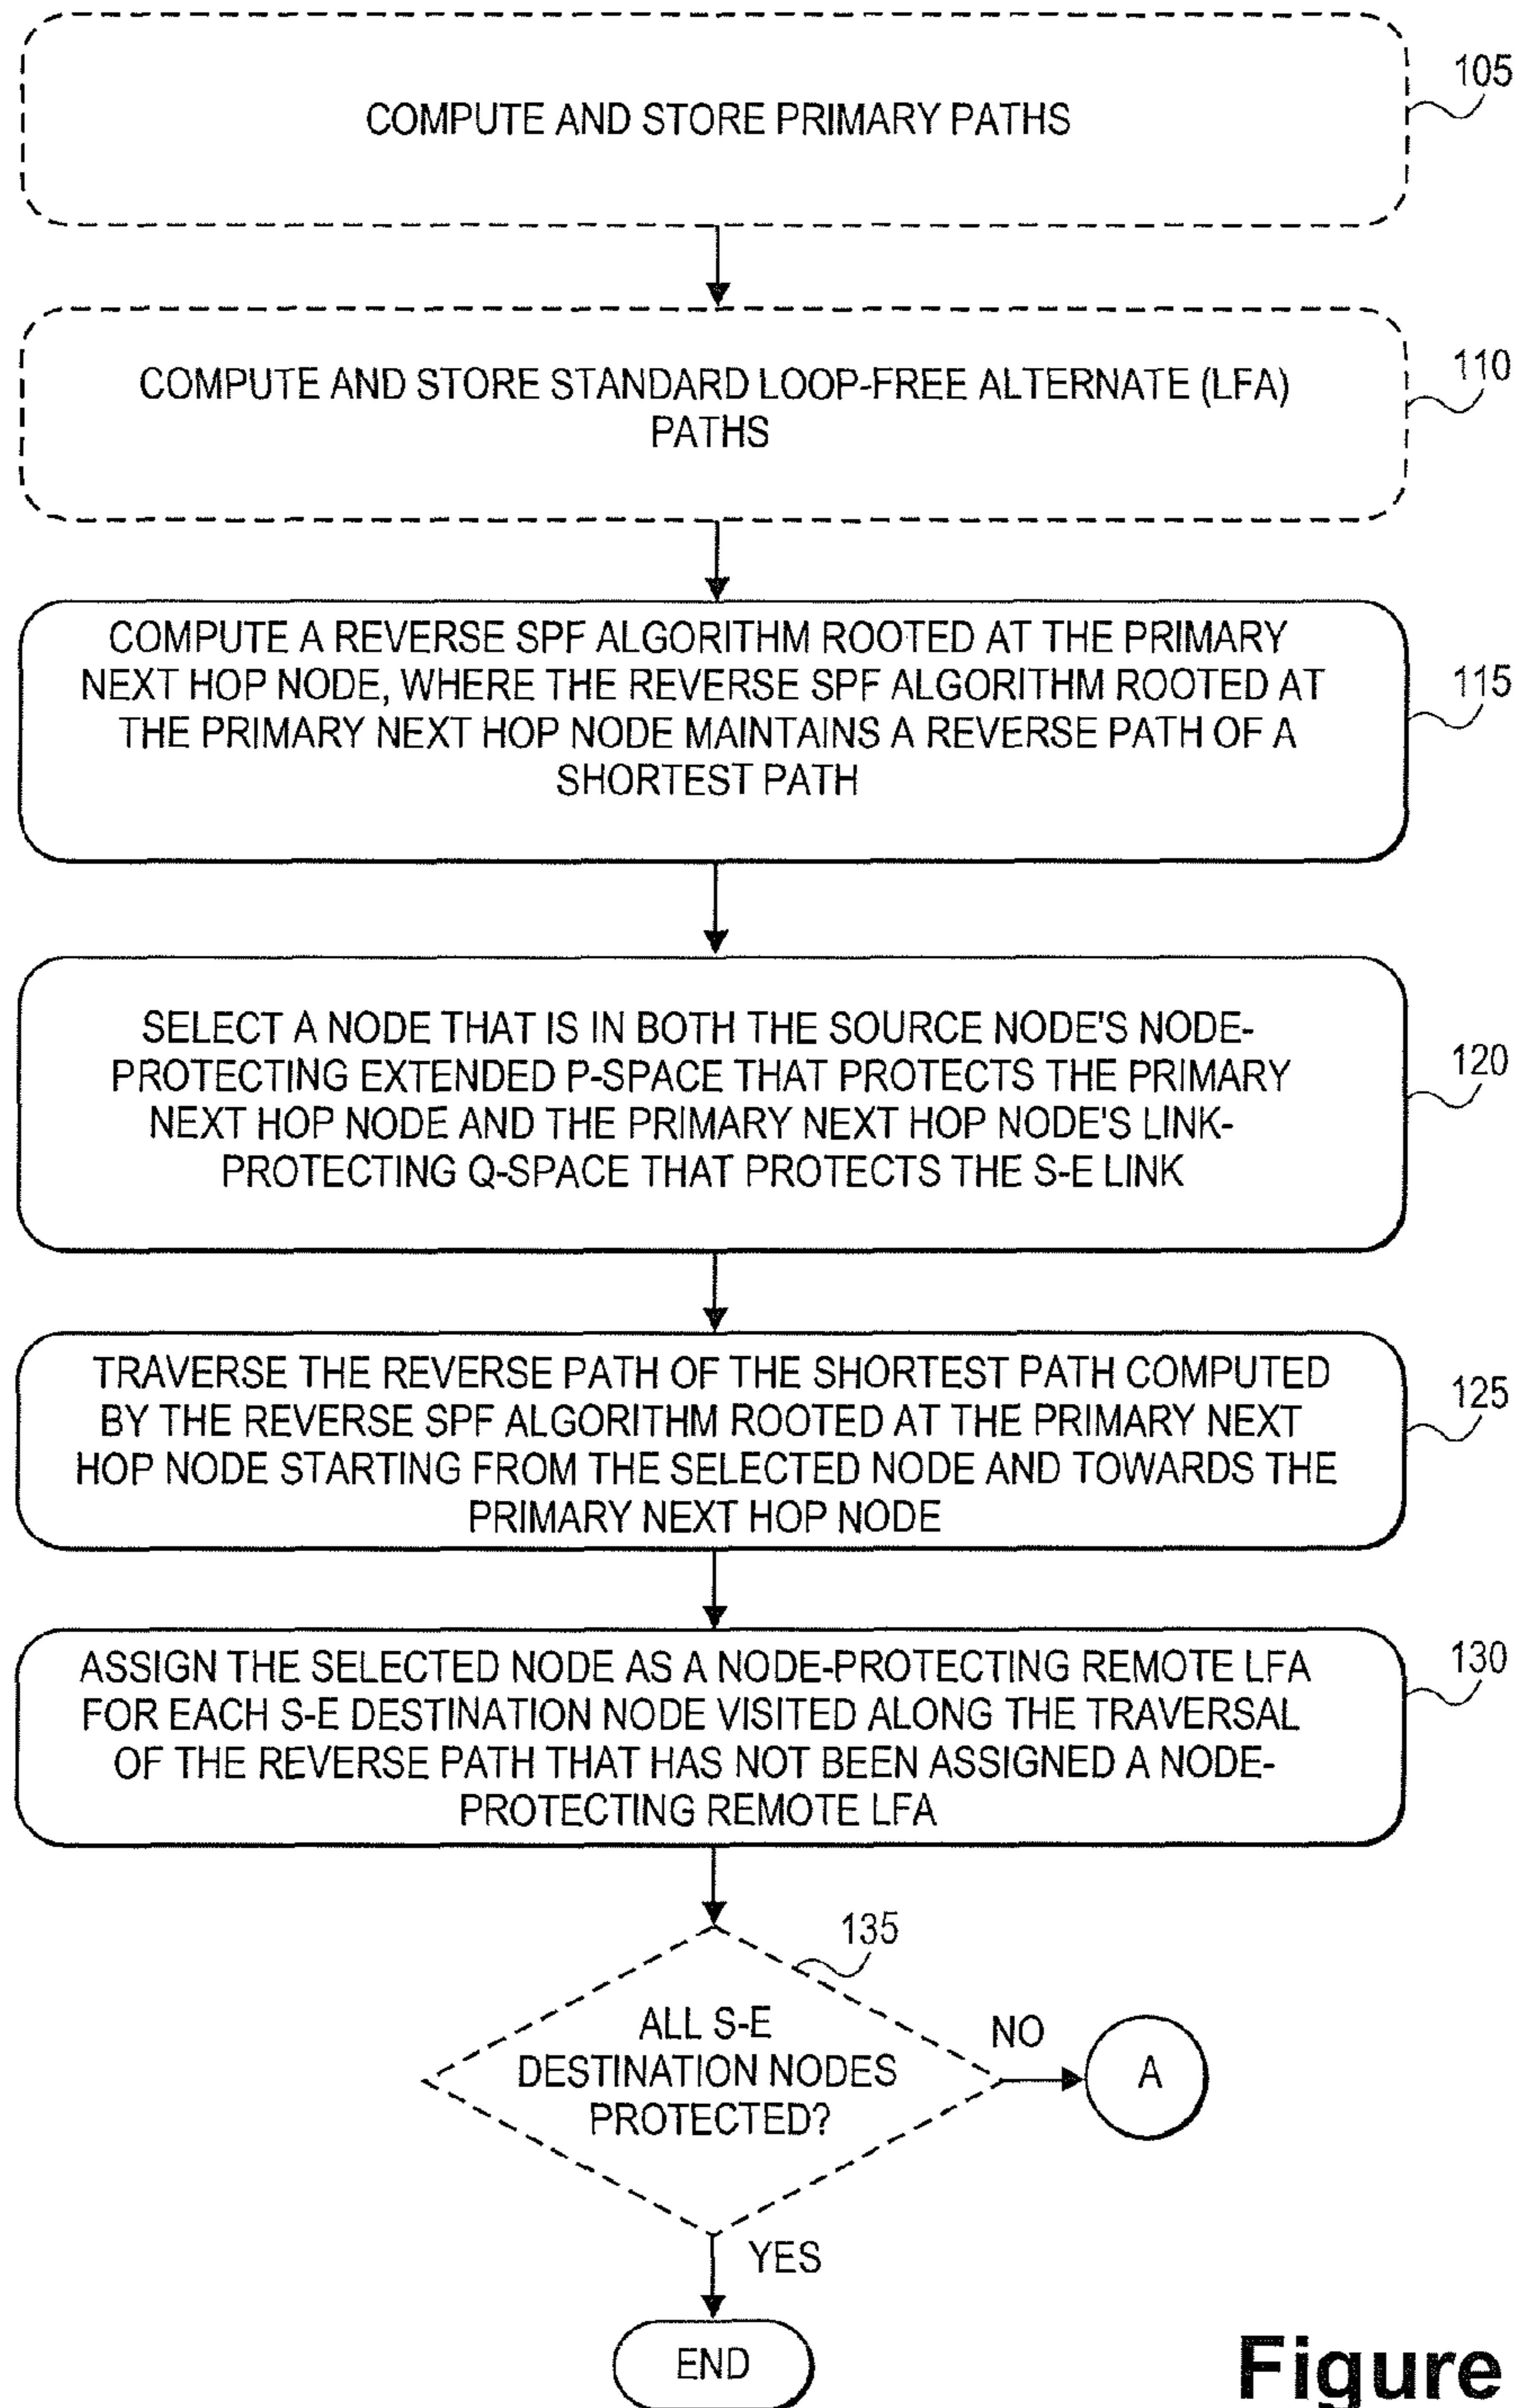 COMPUTE AND STORE PRIMARY PATHS
105
COMPUTE AND STORE STANDARD LOOP-FREE ALTERNATE (LFA)
PATHS
110
COMPUTE A REVERSE SPF ALGORITHM ROOTED AT THE PRIMARY
NEXT HOP NODE, WHERE THE REVERSE SPF ALGORITHM ROOTED AT
THE PRIMARY NEXT HOP NODE MAINTAINS A REVERSE PATH OF A
SHORTEST PATH
115
SELECT A NODE THAT IS IN BOTH THE SOURCE NODE'S NODE-
PROTECTING EXTENDED P-SPACE THAT PROTECTS THE PRIMARY
NEXT HOP NODE AND THE PRIMARY NEXT HOP NODE'S LINK-
PROTECTING Q-SPACE THAT PROTECTS THE S-E LINK
120
TRAVERSE THE REVERSE PATH OF THE SHORTEST PATH COMPUTED
BY THE REVERSE SPF ALGORITHM ROOTED AT THE PRIMARY NEXT
HOP NODE STARTING FROM THE SELECTED NODE AND TOWARDS THE
PRIMARY NEXT HOP NODE
125
ASSIGN THE SELECTED NODE AS A NODE-PROTECTING REMOTE LFA
FOR EACH S-E DESTINATION NODE VISITED ALONG THE TRAVERSAL
OF THE REVERSE PATH THAT HAS NOT BEEN ASSIGNED A NODE-
PROTECTING REMOTE LFA
130
135
ALL S-E
DESTINATION NODES
PROTECTED?
NO
A
YES
END
Figure